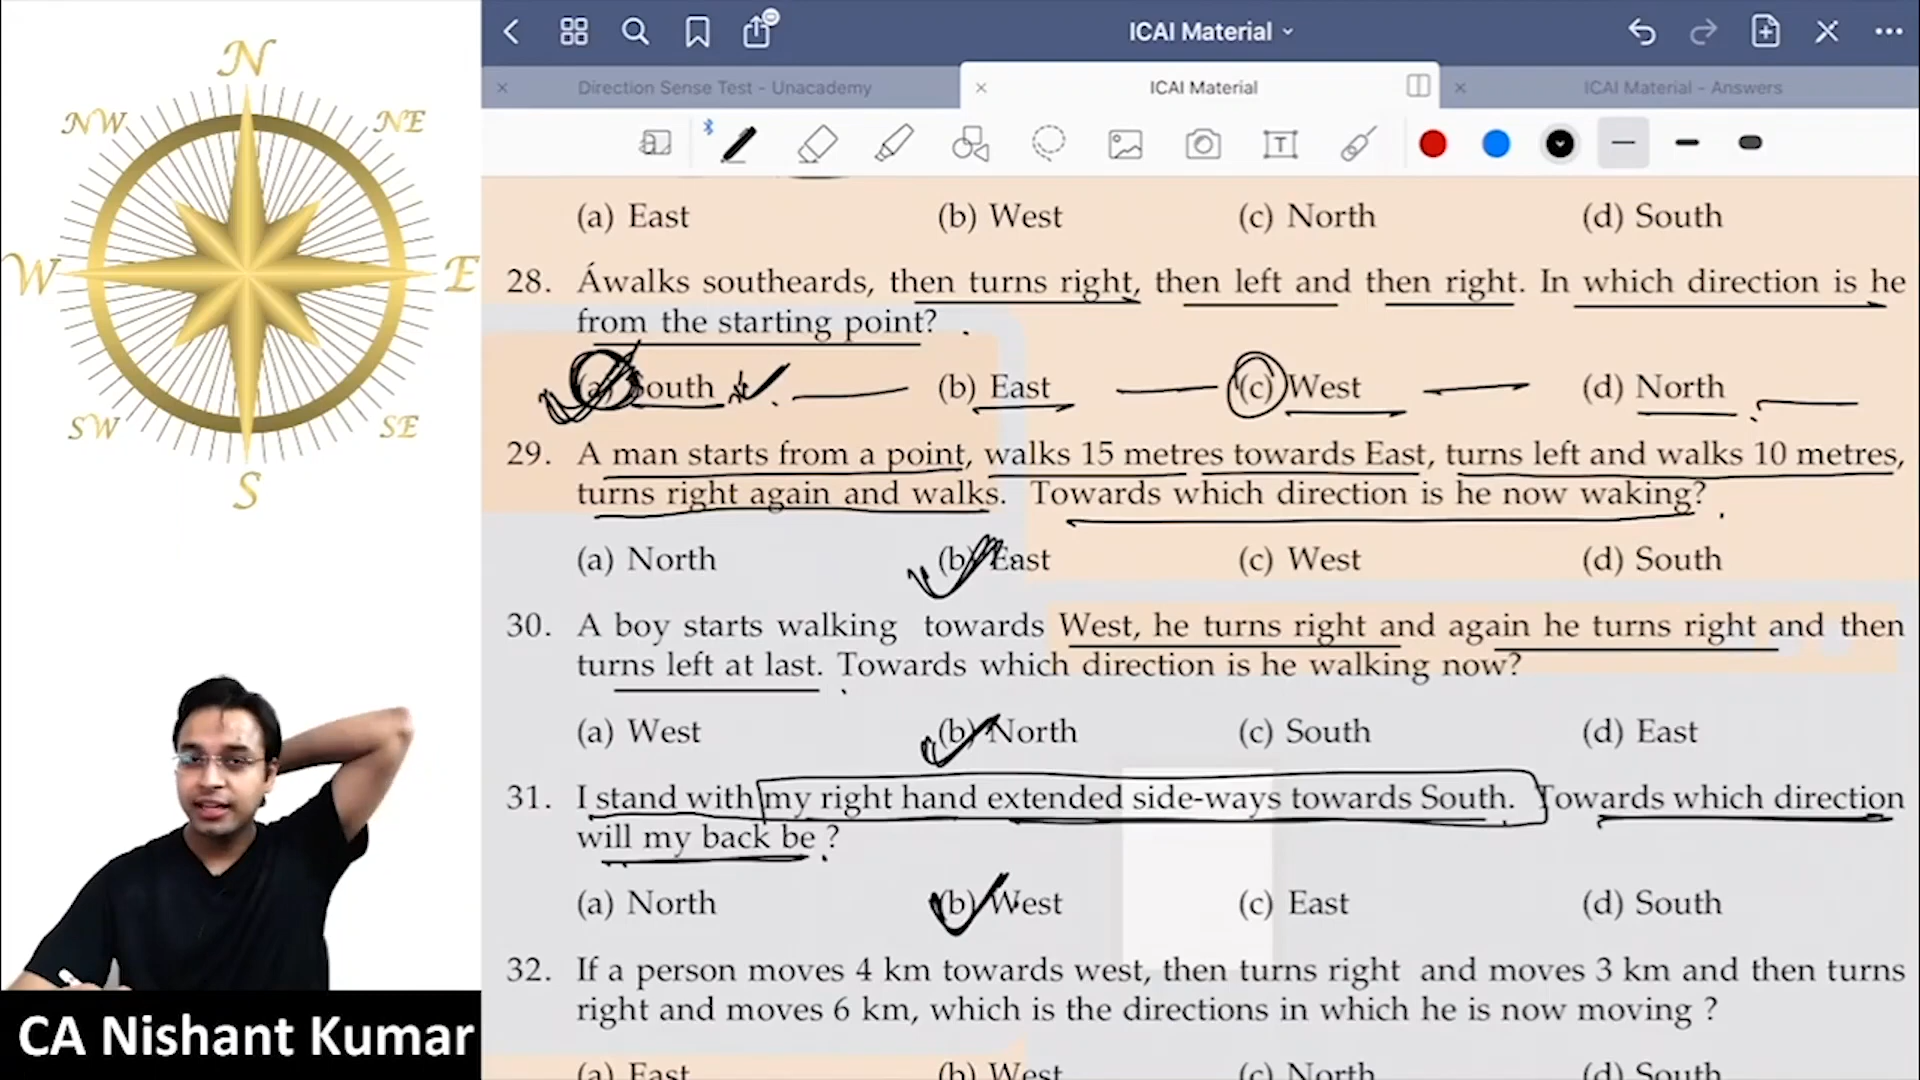 N
NW
NE
W
E
SW
SE
S
CA Nishant Kumar
ICAI Material
Direction Sense Test - Unacademy
ICAI Material
ICAI Material - Answers
T
(a) East (b) West (c) North (d) South
28. Áwalks southeards, then turns right, then left and then right. In which direction is he
from the starting point?
(a) South (b) East (c) West (d) North
29. A man starts from a point, walks 15 metres towards East, turns left and walks 10 metres,
turns right again and walks. Towards which direction is he now waking?
(a) North (b) East (c) West (d) South
30. A boy starts walking towards West, he turns right and again he turns right and then
turns left at last. Towards which direction is he walking now?
(a) West (b) North (c) South (d) East
31. I stand with my right hand extended side-ways towards South. Towards which direction
will my back be ?
(a) North (b) West (c) East (d) South
32. If a person moves 4 km towards west, then turns right and moves 3 km and then turns
right and moves 6 km, which is the directions in which he is now moving ?
(a) East (b) West (c) North (d) South